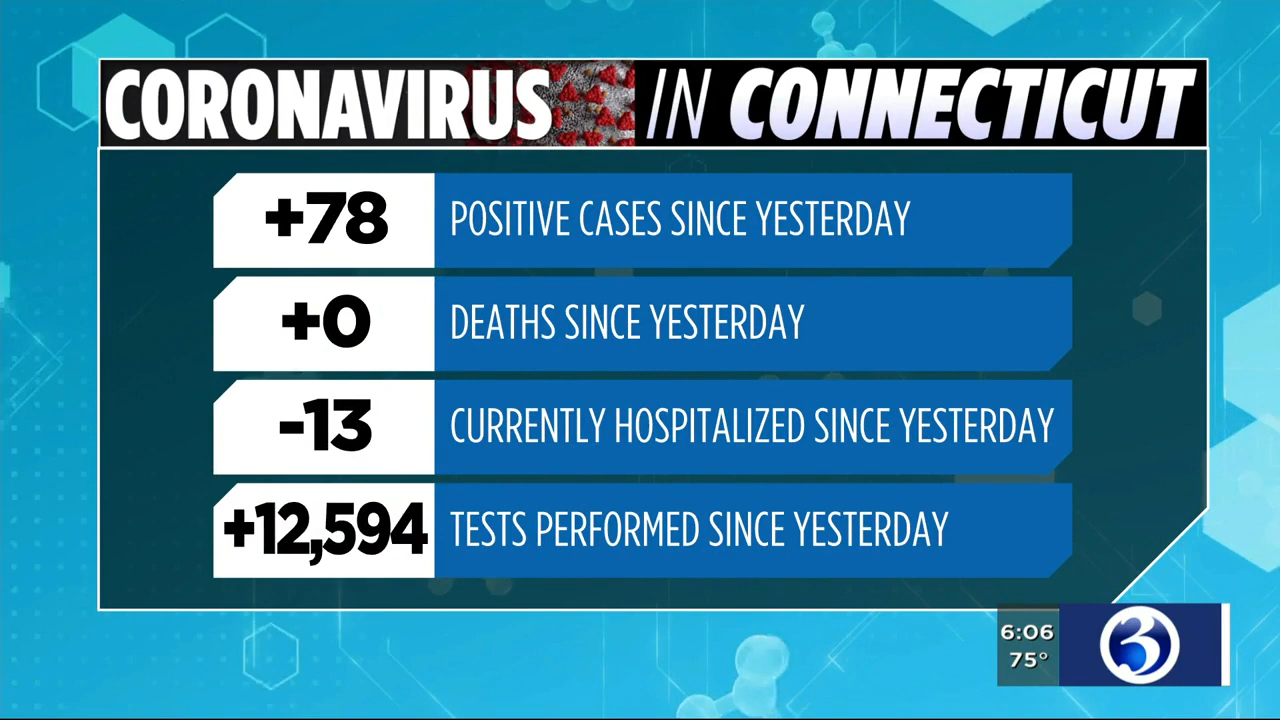 CORONAVIRUS IN CONNECTICUT
+78 POSITIVE CASES SINCE YESTERDAY
+0 DEATHS SINCE YESTERDAY
-13 CURRENTLY HOSPITALIZED SINCE YESTERDAY
+12,594 TESTS PERFORMED SINCE YESTERDAY
6:06
75°
3